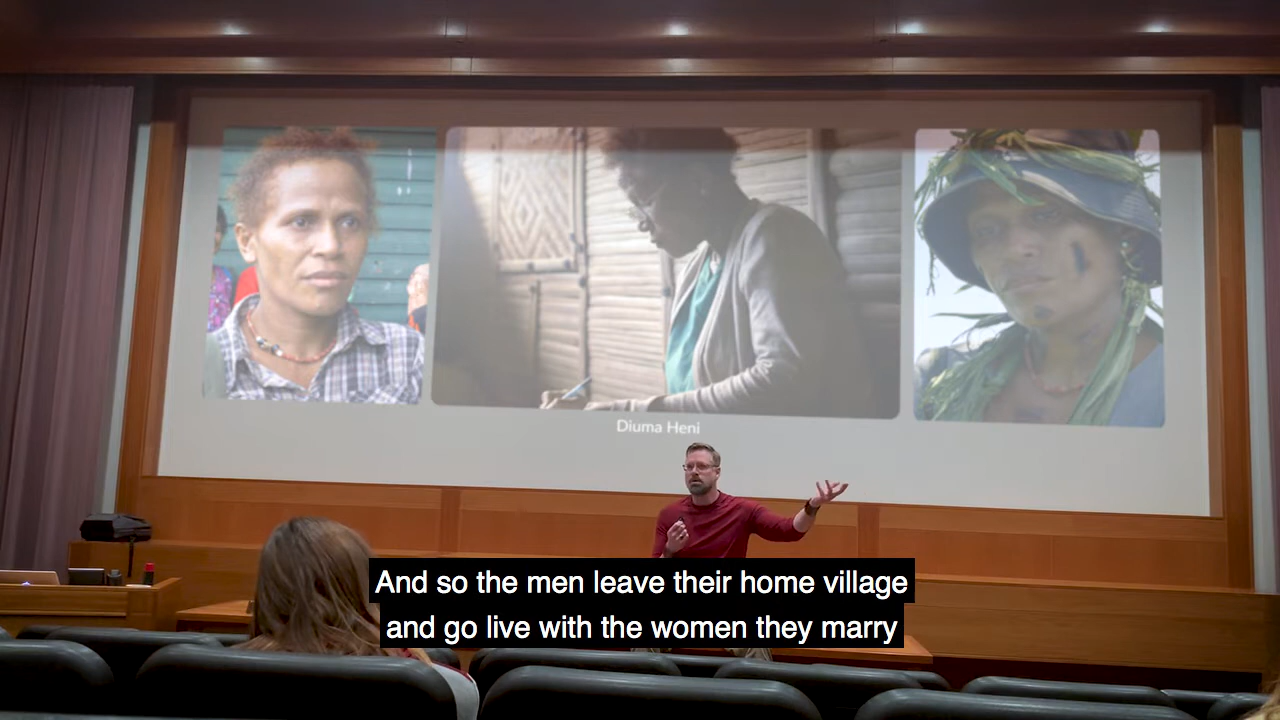 Diuma Heni
And so the men leave their home village
and go live with the women they marry